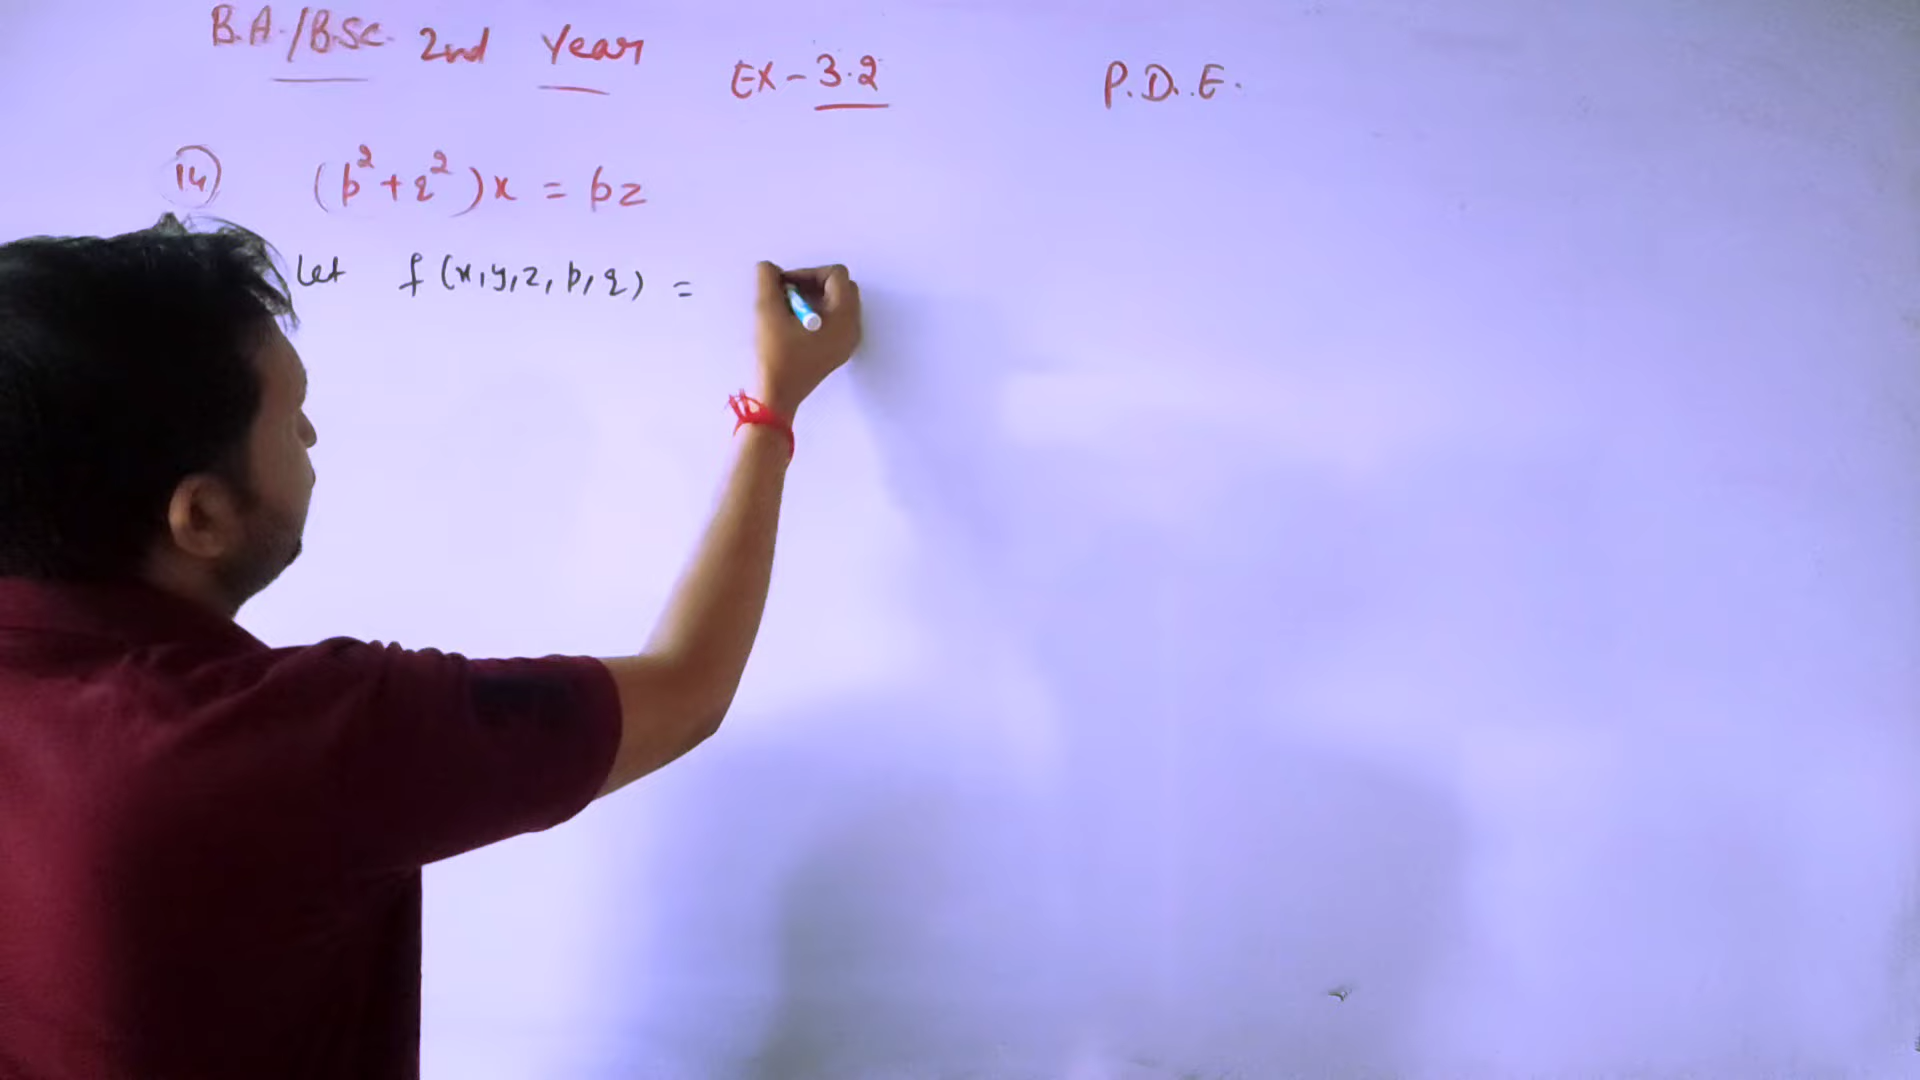 B.A./B.Sc. 2nd Year
EX-3.2
P.D.E.
(14) (p²+q²)x = pz
Let f(x,y,z,p,q) =